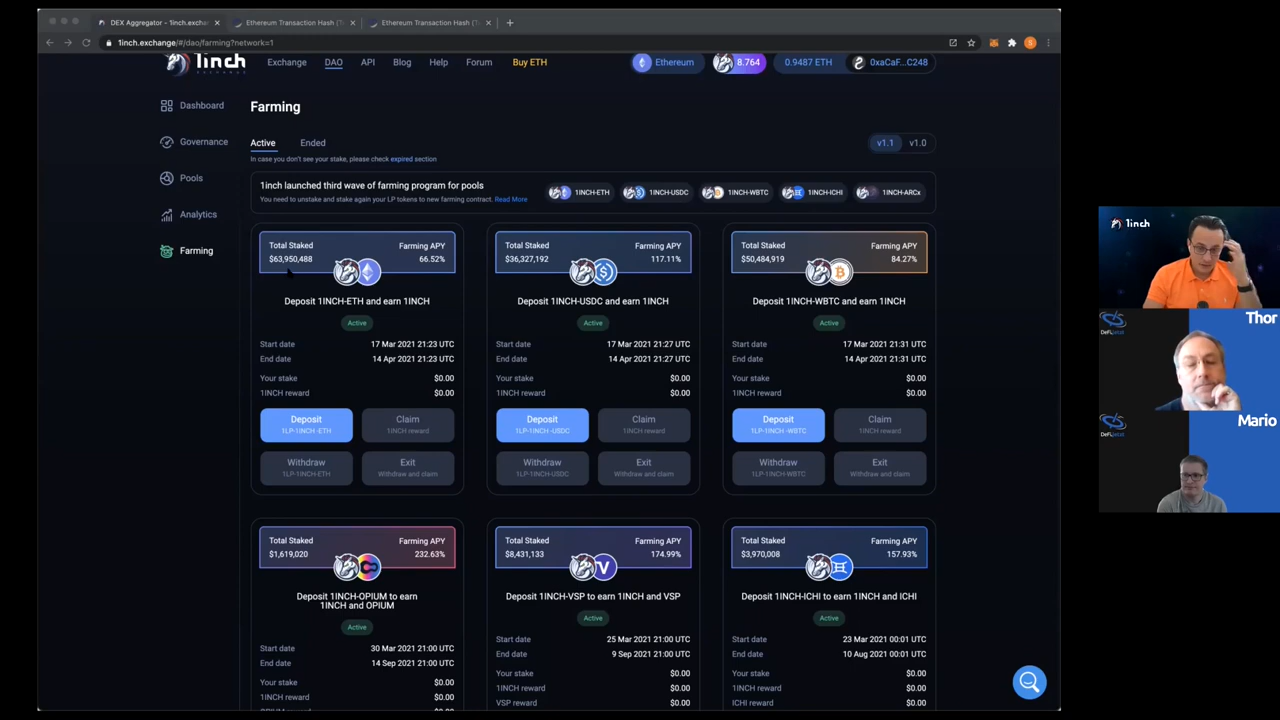 DEX Aggregator - 1inch.exchan
Ethereum Transaction Hash (T
Ethereum Transaction Hash (T
1inch.exchange/#/dao/farming?network=1
1inch
EXCHANGE
Exchange
DAO
API
Blog
Help
Forum
Buy ETH
Ethereum
8.764
0.9487 ETH
0xaCaF...C248
Dashboard
Governance
Pools
Analytics
Farming
Farming
Active
Ended
v1.1
v1.0
In case you don't see your stake, please check expired section
1inch launched third wave of farming program for pools
You need to unstake and stake again your LP tokens to new farming contract. Read More
1INCH-ETH
1INCH-USDC
1INCH-WBTC
1INCH-ICHI
1INCH-ARCx
Total Staked
Farming APY
$63,950,488
66.52%
Deposit 1INCH-ETH and earn 1INCH
Active
Start date 17 Mar 2021 21:23 UTC
End date 14 Apr 2021 21:23 UTC
Your stake $0.00
1INCH reward $0.00
Deposit
1LP-1INCH -ETH
Claim
1INCH reward
Withdraw
1LP-1INCH-ETH
Exit
Withdraw and claim
Total Staked
Farming APY
$36,327,192
117.11%
Deposit 1INCH-USDC and earn 1INCH
Active
Start date 17 Mar 2021 21:27 UTC
End date 14 Apr 2021 21:27 UTC
Your stake $0.00
1INCH reward $0.00
Deposit
1LP-1INCH -USDC
Claim
1INCH reward
Withdraw
1LP-1INCH-USDC
Exit
Withdraw and claim
Total Staked
Farming APY
$50,484,919
84.27%
Deposit 1INCH-WBTC and earn 1INCH
Active
Start date 17 Mar 2021 21:31 UTC
End date 14 Apr 2021 21:31 UTC
Your stake $0.00
1INCH reward $0.00
Deposit
1LP-1INCH -WBTC
Claim
1INCH reward
Withdraw
1LP-1INCH-WBTC
Exit
Withdraw and claim
Total Staked
Farming APY
$1,619,020
232.63%
Deposit 1INCH-OPIUM to earn
1INCH and OPIUM
Active
Start date 30 Mar 2021 21:00 UTC
End date 14 Sep 2021 21:00 UTC
Your stake $0.00
1INCH reward $0.00
Total Staked
Farming APY
$8,431,133
174.99%
Deposit 1INCH-VSP to earn 1INCH and VSP
Active
Start date 25 Mar 2021 21:00 UTC
End date 9 Sep 2021 21:00 UTC
Your stake $0.00
1INCH reward $0.00
VSP reward $0.00
Total Staked
Farming APY
$3,970,008
157.93%
Deposit 1INCH-ICHI to earn 1INCH and ICHI
Active
Start date 23 Mar 2021 00:01 UTC
End date 10 Aug 2021 00:01 UTC
Your stake $0.00
1INCH reward $0.00
ICHI reward $0.00
1inch
Thor
Mario